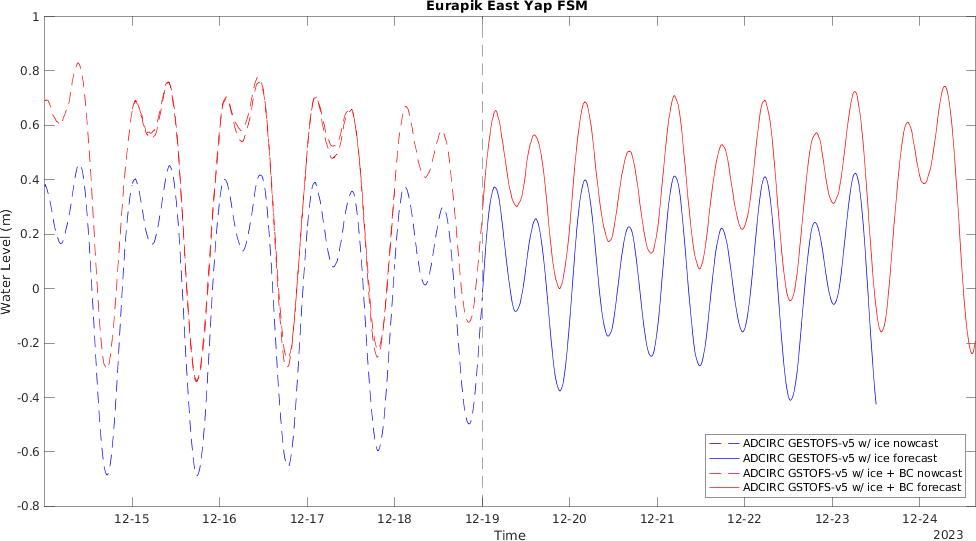 Eurapik East Yap FSM
1
0.8
0.6
0.4
0.2
0
-0.2
-0.4
-0.6
-0.8
Water Level (m)
12-15 12-16 12-17 12-18 12-19 12-20 12-21 12-22 12-23 12-24
Time
2023
ADCIRC GESTOFS-v5 w/ ice nowcast
ADCIRC GESTOFS-v5 w/ ice forecast
ADCIRC GSTOFS-v5 w/ ice + BC nowcast
ADCIRC GSTOFS-v5 w/ ice + BC forecast